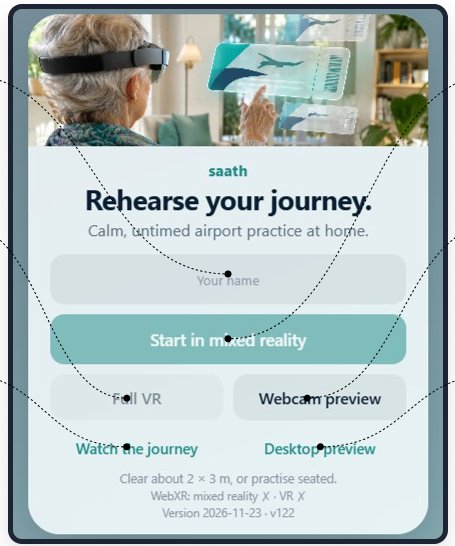 saath
Rehearse your journey.
Calm, untimed airport practice at home.
Your name
Start in mixed reality
Full VR
Webcam preview
Watch the journey
Desktop preview
Clear about 2 × 3 m, or practise seated.
WebXR: mixed reality ✗ · VR ✗
Version 2026-11-23 · v122